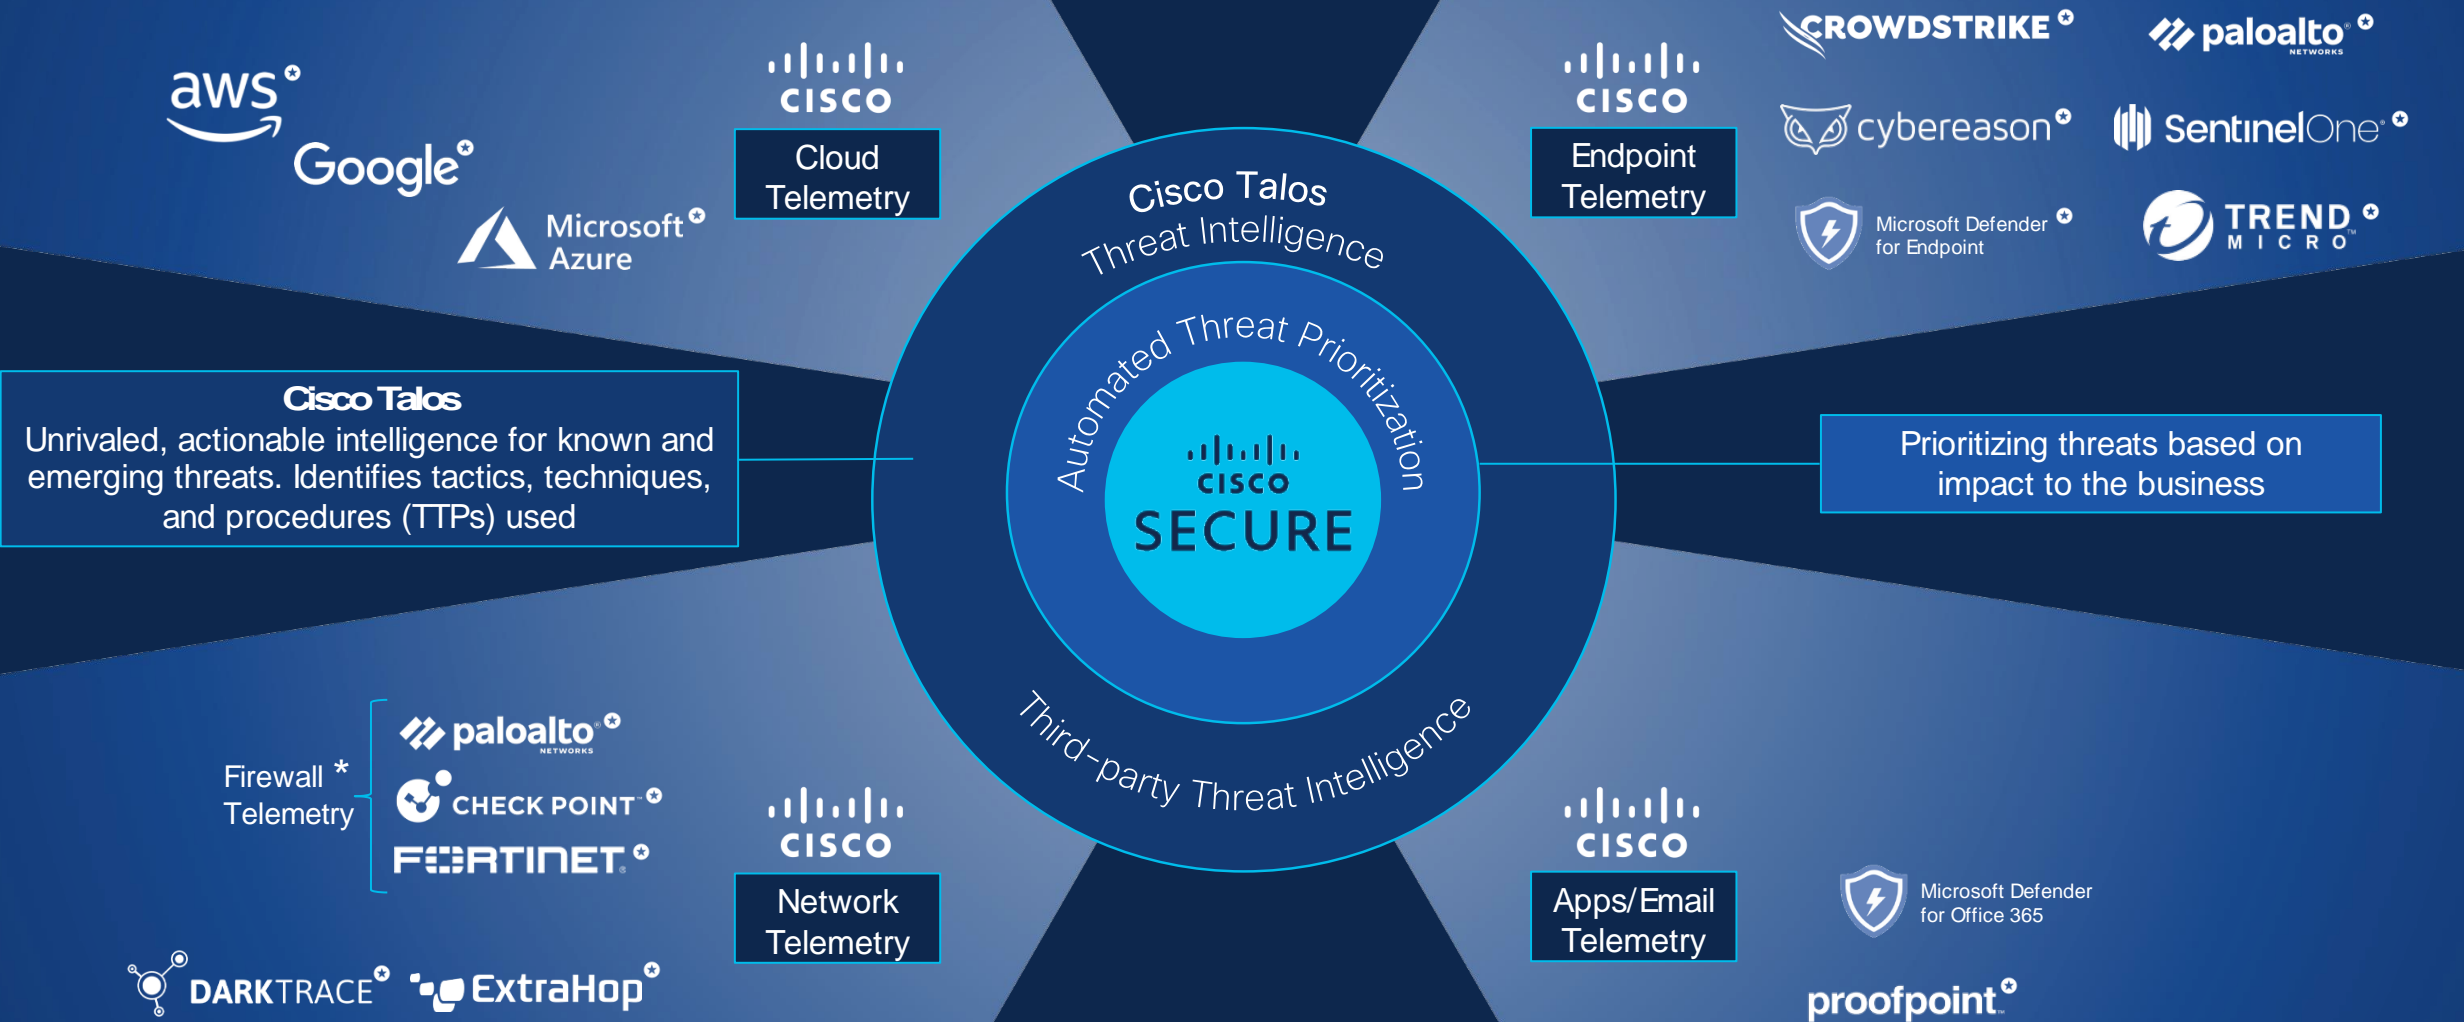 aws
Google
Microsoft
Azure
CISCO
Cloud
Telemetry
CISCO
Endpoint
Telemetry
CROWDSTRIKE
paloalto
NETWORKS
cybereason
SentinelOne
Microsoft Defender
for Endpoint
TREND
MICRO
Cisco Talos
Threat Intelligence
Automated Threat Prioritization
CISCO
SECURE
Third-party Threat Intelligence
Cisco Talos
Unrivaled, actionable intelligence for known and
emerging threats. Identifies tactics, techniques,
and procedures (TTPs) used
Prioritizing threats based on
impact to the business
Firewall *
Telemetry
paloalto
NETWORKS
CHECK POINT
FORTINET
DARKTRACE
ExtraHop
CISCO
Network
Telemetry
CISCO
Apps/Email
Telemetry
Microsoft Defender
for Office 365
proofpoint